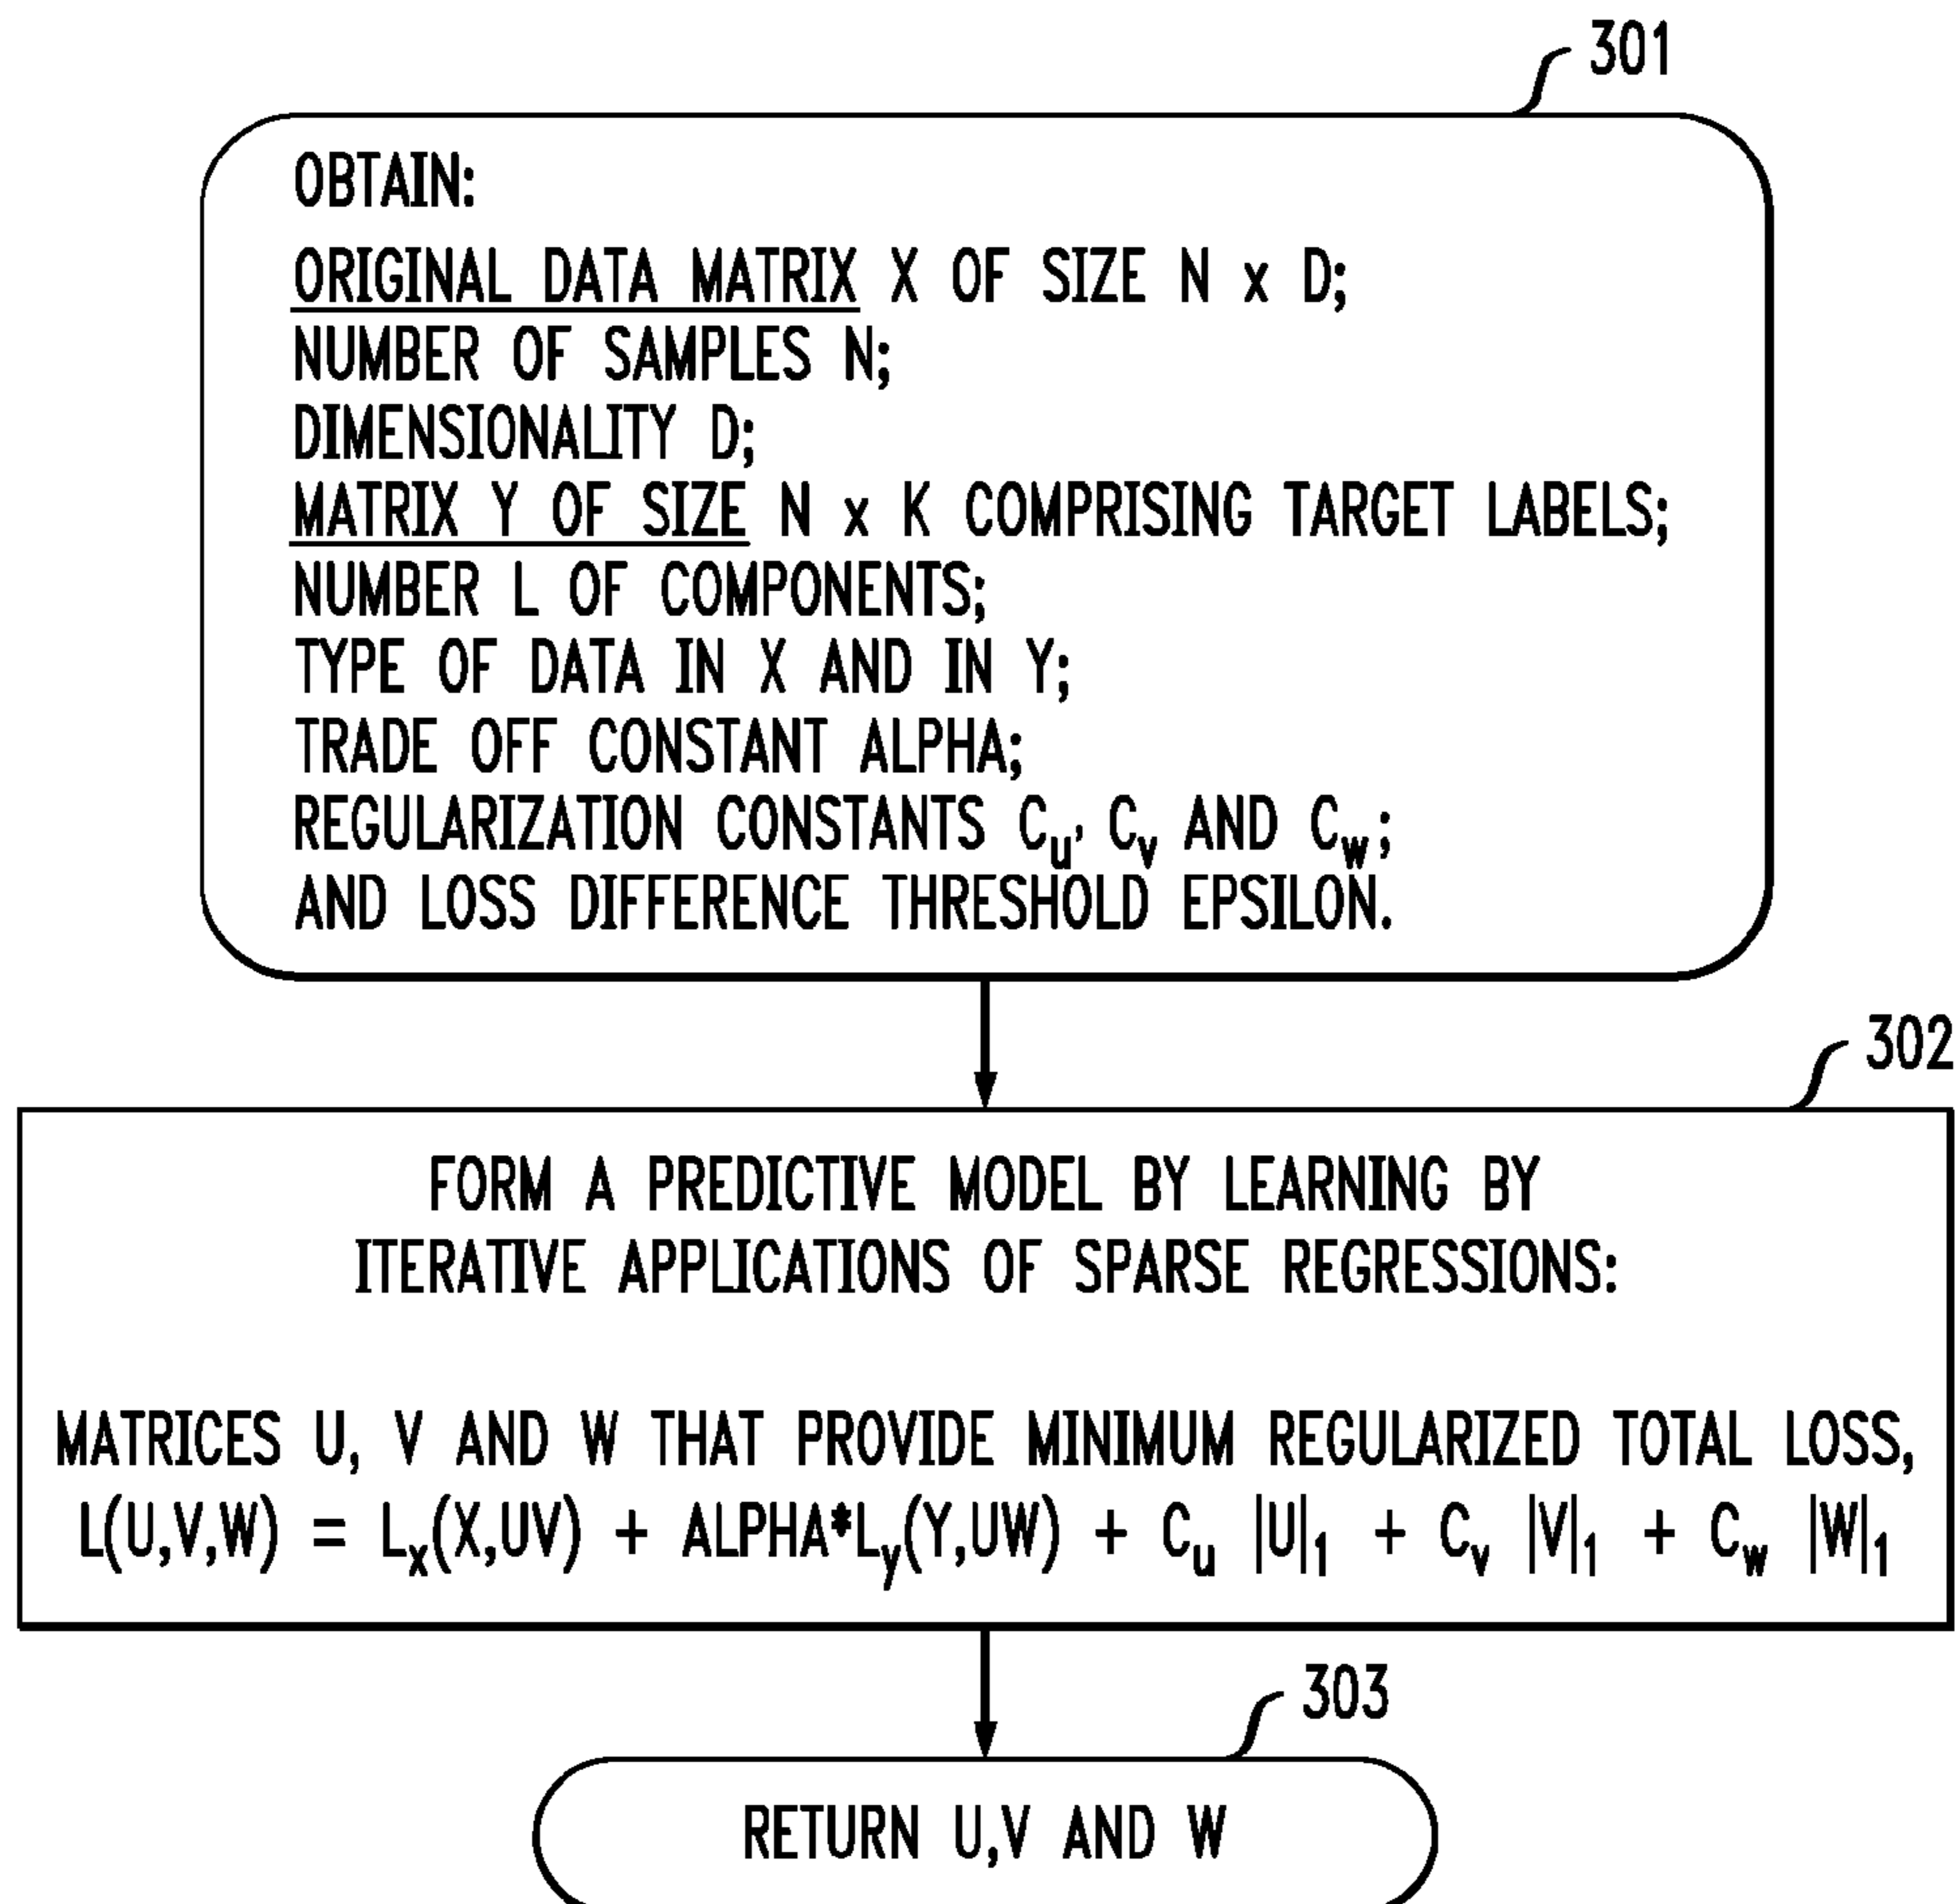 301
OBTAIN:
ORIGINAL DATA MATRIX X OF SIZE N x D;
NUMBER OF SAMPLES N;
DIMENSIONALITY D;
MATRIX Y OF SIZE N x K COMPRISING TARGET LABELS;
NUMBER L OF COMPONENTS;
TYPE OF DATA IN X AND IN Y;
TRADE OFF CONSTANT ALPHA;
REGULARIZATION CONSTANTS Cu, Cv AND Cw;
AND LOSS DIFFERENCE THRESHOLD EPSILON.
302
FORM A PREDICTIVE MODEL BY LEARNING BY
ITERATIVE APPLICATIONS OF SPARSE REGRESSIONS:
MATRICES U, V AND W THAT PROVIDE MINIMUM REGULARIZED TOTAL LOSS,
L(U,V,W) = Lx(X,UV) + ALPHA*Ly(Y,UW) + Cu |U|1 + Cv |V|1 + Cw |W|1
303
RETURN U,V AND W